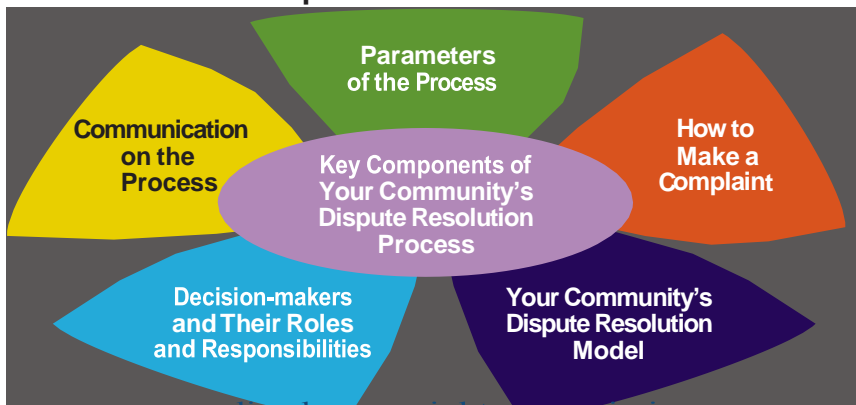 Parameters
of the Process
How to
Make a
Complaint
Communication
on the
Process
Key Components of
Your Community's
Dispute Resolution
Process
Decision-makers
and Their Roles
and Responsibilities
Your Community's
Dispute Resolution
Model